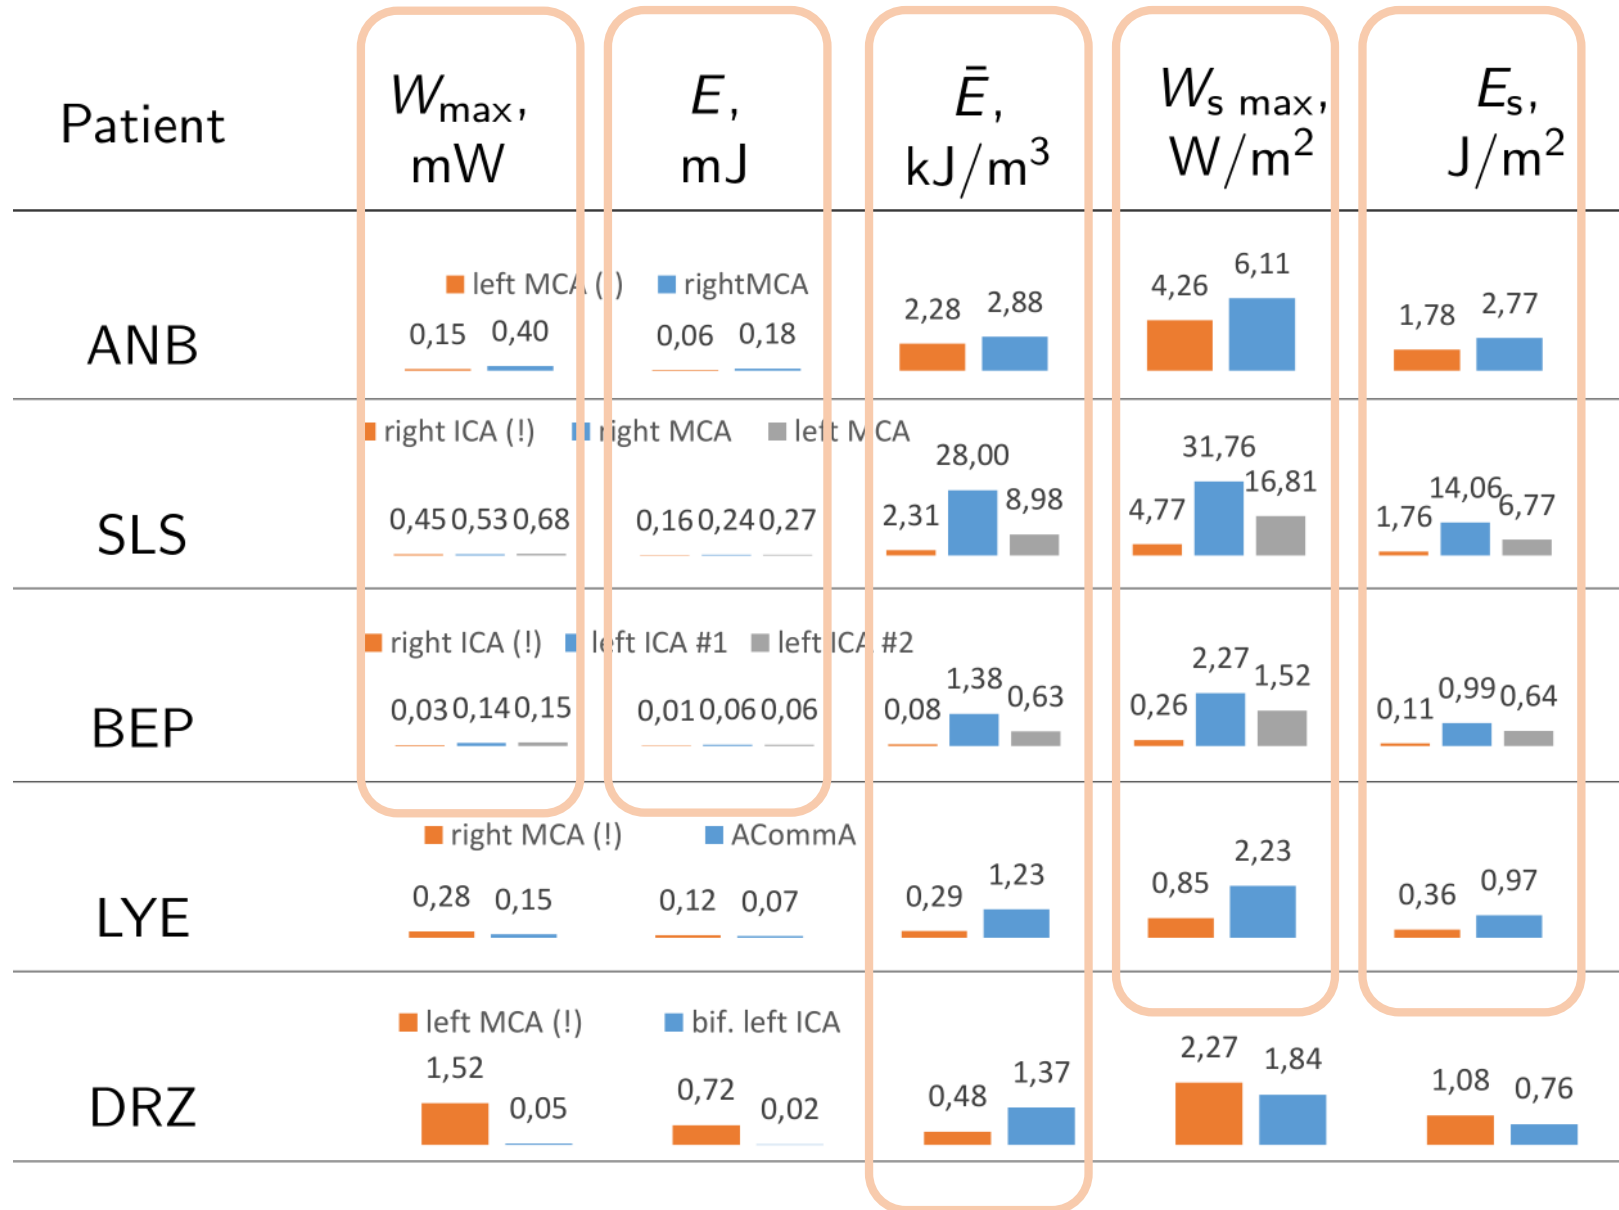 Patient W_max, mW E, mJ Ē, kJ/m³ W_s max, W/m² E_s, J/m²
left MCA (!) rightMCA
ANB 0,15 0,40 0,06 0,18 2,28 2,88 4,26 6,11 1,78 2,77
right ICA (!) right MCA left MCA
SLS 0,45 0,53 0,68 0,16 0,24 0,27 2,31 28,00 8,98 4,77 31,76 16,81 1,76 14,06 6,77
right ICA (!) left ICA #1 left ICA #2
BEP 0,03 0,14 0,15 0,01 0,06 0,06 0,08 1,38 0,63 0,26 2,27 1,52 0,11 0,99 0,64
right MCA (!) ACommA
LYE 0,28 0,15 0,12 0,07 0,29 1,23 0,85 2,23 0,36 0,97
left MCA (!) bif. left ICA
DRZ 1,52 0,05 0,72 0,02 0,48 1,37 2,27 1,84 1,08 0,76